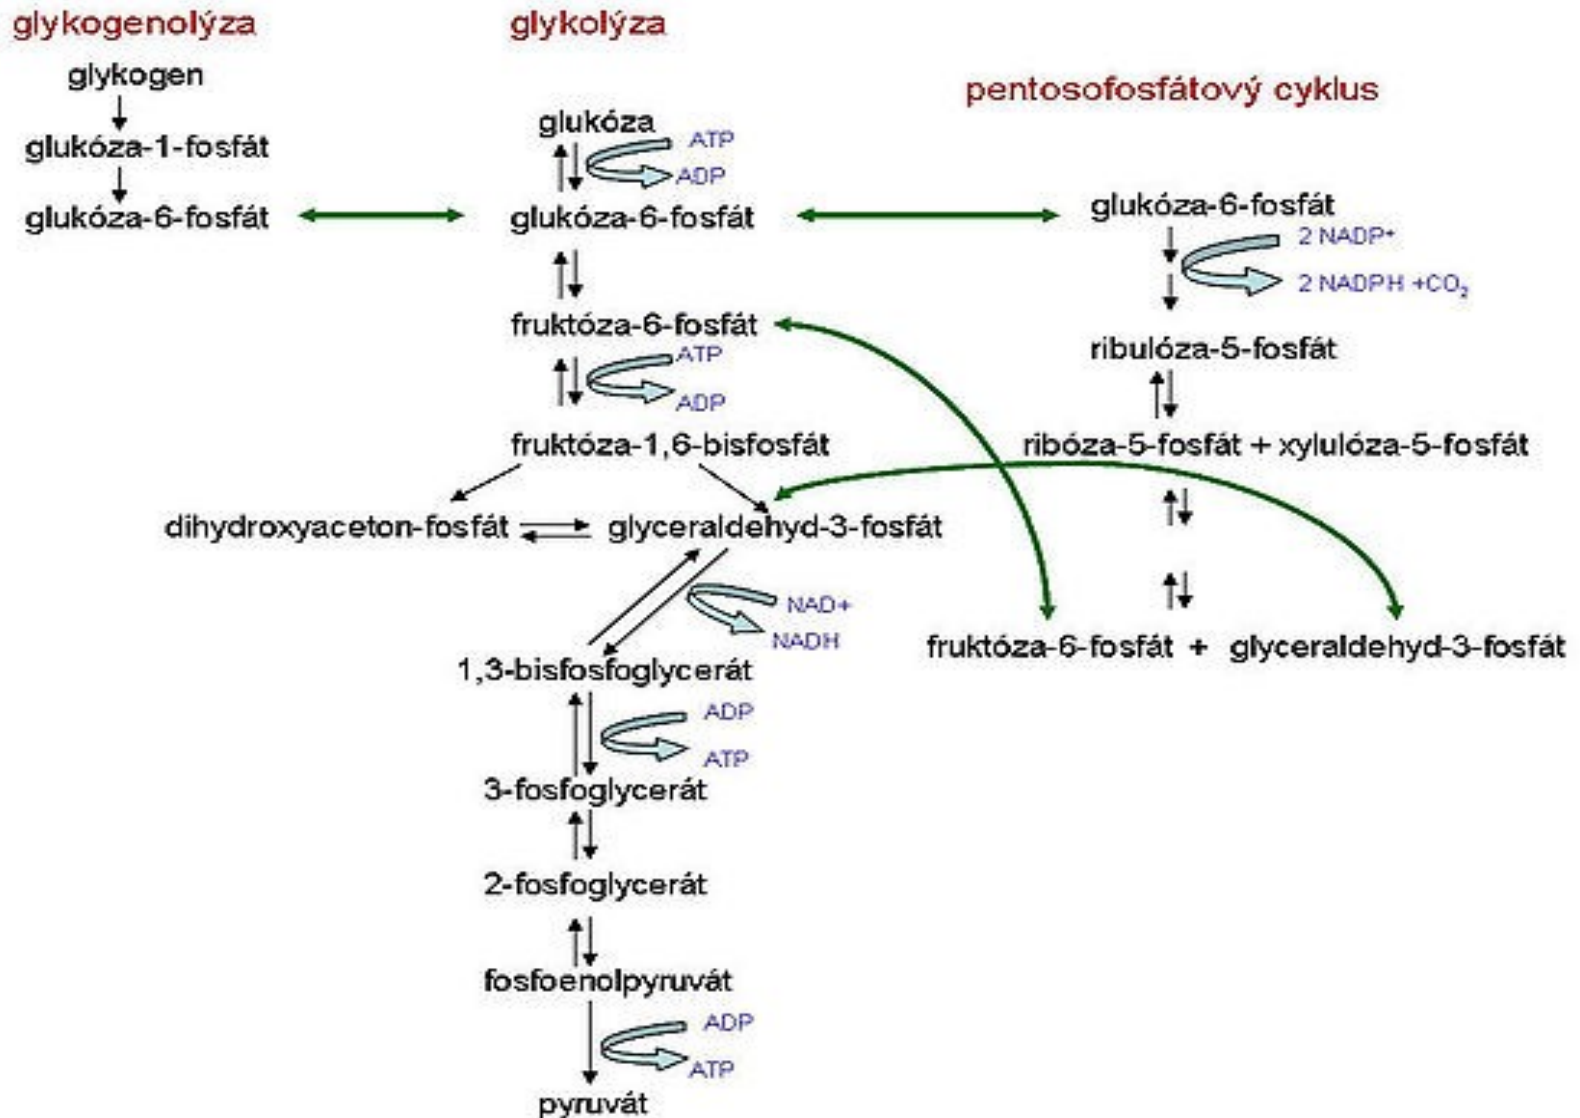 glykogenolýza
glykogen
glukóza-1-fosfát
glukóza-6-fosfát
glykolýza
glukóza
ATP
ADP
glukóza-6-fosfát
fruktóza-6-fosfát
ATP
ADP
fruktóza-1,6-bisfosfát
dihydroxyaceton-fosfát
glyceraldehyd-3-fosfát
NAD+
NADH
1,3-bisfosfoglycerát
ADP
ATP
3-fosfoglycerát
2-fosfoglycerát
fosfoenolpyruvát
ADP
ATP
pyruvát
pentosofosfátový cyklus
glukóza-6-fosfát
2 NADP⁺
2 NADPH +CO₂
ribulóza-5-fosfát
ribóza-5-fosfát + xylulóza-5-fosfát
fruktóza-6-fosfát + glyceraldehyd-3-fosfát